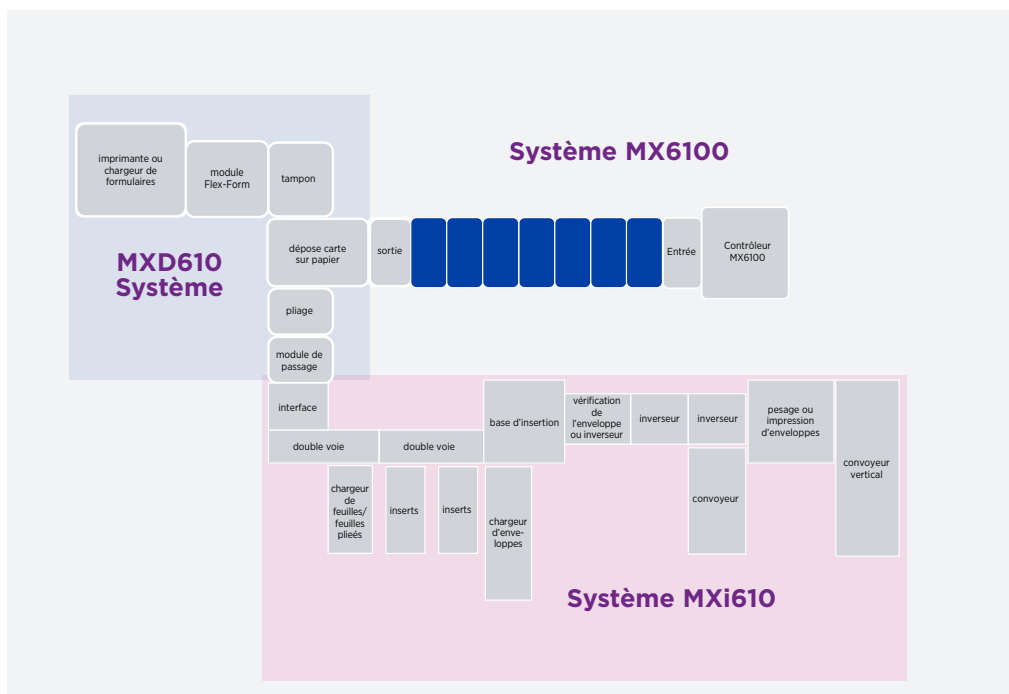 Système MX6100
imprimante ou
chargeur de
formulaires
module
Flex-Form
tampon
MXD610
Système
dépose carte
sur papier
sortie
Entrée
Contrôleur
MX6100
pliage
module de
passage
interface
double voie
double voie
base d'insertion
vérification
de
l'enveloppe
ou inverseur
inverseur
inverseur
pesage ou
impression
d'enveloppes
convoyeur
vertical
chargeur
de
feuilles/
feuilles
plieés
inserts
inserts
chargeur
d'enve-
loppes
convoyeur
Système MXi610